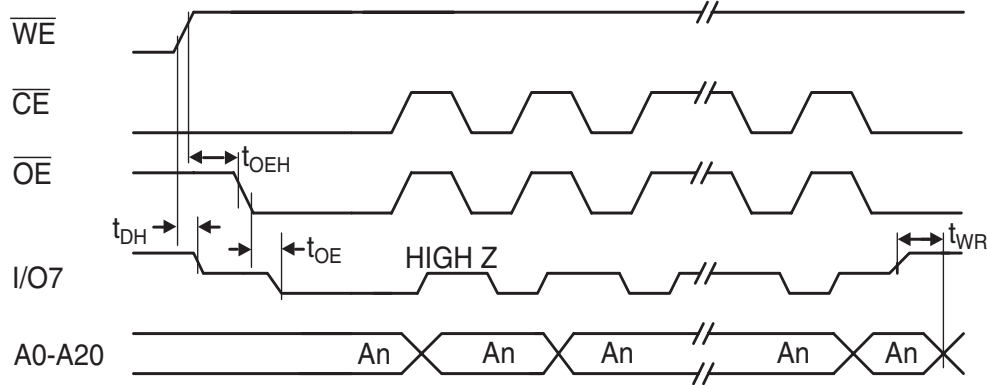 WE
CE
OE
tOEH
tDH
tOE
HIGH Z
tWR
I/O7
A0-A20
An An An An An